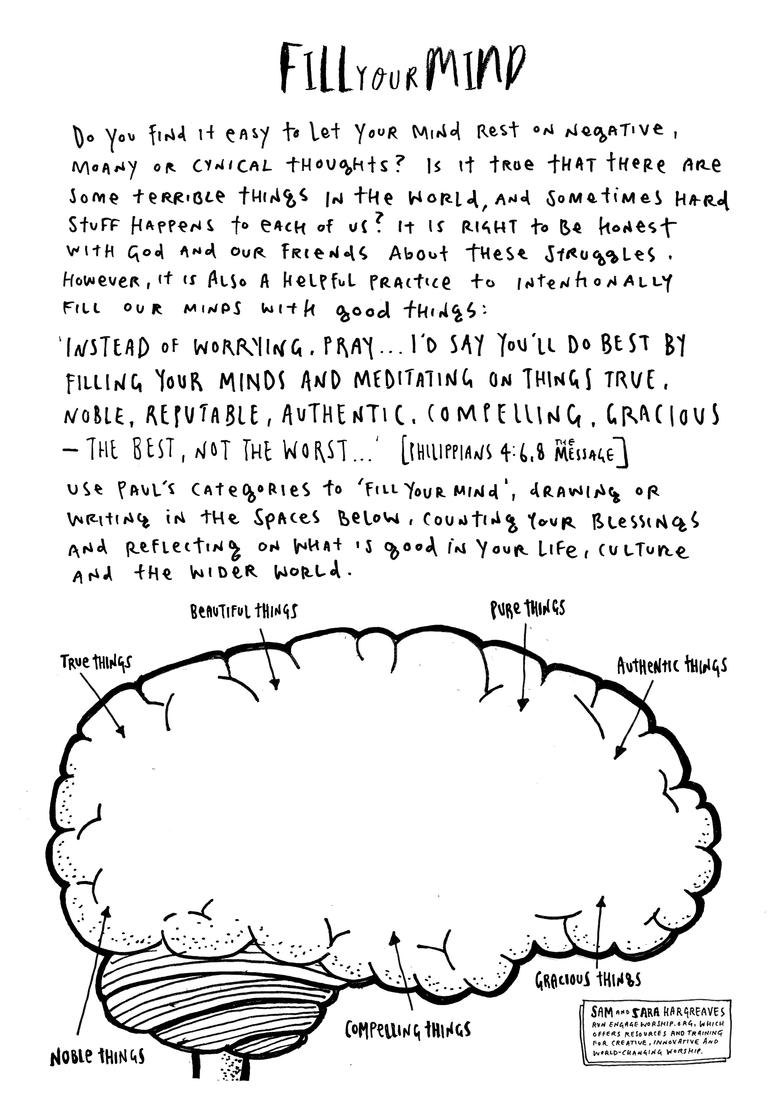 FILL YOUR MIND
Do you find it easy to let your mind rest on negative,
moany or cynical thoughts? Is it true that there are
some terrible things in the world, and sometimes hard
stuff happens to each of us? It is right to be honest
with God and our friends about these struggles.
However, it is also a helpful practice to intentionally
fill our minds with good things:
'INSTEAD OF WORRYING, PRAY... I'D SAY YOU'LL DO BEST BY
FILLING YOUR MINDS AND MEDITATING ON THINGS TRUE,
NOBLE, REPUTABLE, AUTHENTIC, COMPELLING, GRACIOUS
– THE BEST, NOT THE WORST...' [PHILIPPIANS 4:6,8 THE MESSAGE]
Use Paul's categories to 'fill your mind', drawing or
writing in the spaces below, counting your blessings
and reflecting on what is good in your life, culture
and the wider world.
BEAUTIFUL THINGS
PURE THINGS
TRUE THINGS
AUTHENTIC THINGS
GRACIOUS THINGS
COMPELLING THINGS
NOBLE THINGS
SAM AND SARA HARGREAVES
RUN ENGAGEWORSHIP.ORG, WHICH
OFFERS RESOURCES AND TRAINING
FOR CREATIVE, INNOVATIVE AND
WORLD-CHANGING WORSHIP.